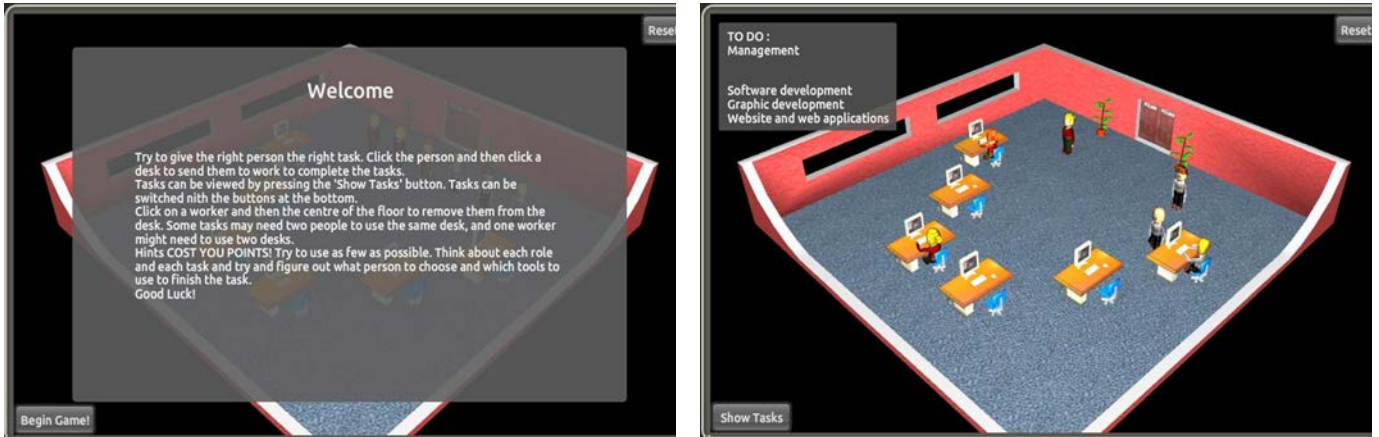 Reset
Welcome
Try to give the right person the right task. Click the person and then click a
desk to send them to work to complete the tasks.
Tasks can be viewed by pressing the 'Show Tasks' button. Tasks can be
switched nith the buttons at the bottom.
Click on a worker and then the centre of the floor to remove them from the
desk. Some tasks may need two people to use the same desk, and one worker
might need to use two desks.
Hints COST YOU POINTS! Try to use as few as possible. Think about each role
and each task and try and figure out what person to choose and which tools to
use to finish the task.
Good Luck!
Begin Game!
TO DO :
Management
Software development
Graphic development
Website and web applications
Reset
Show Tasks